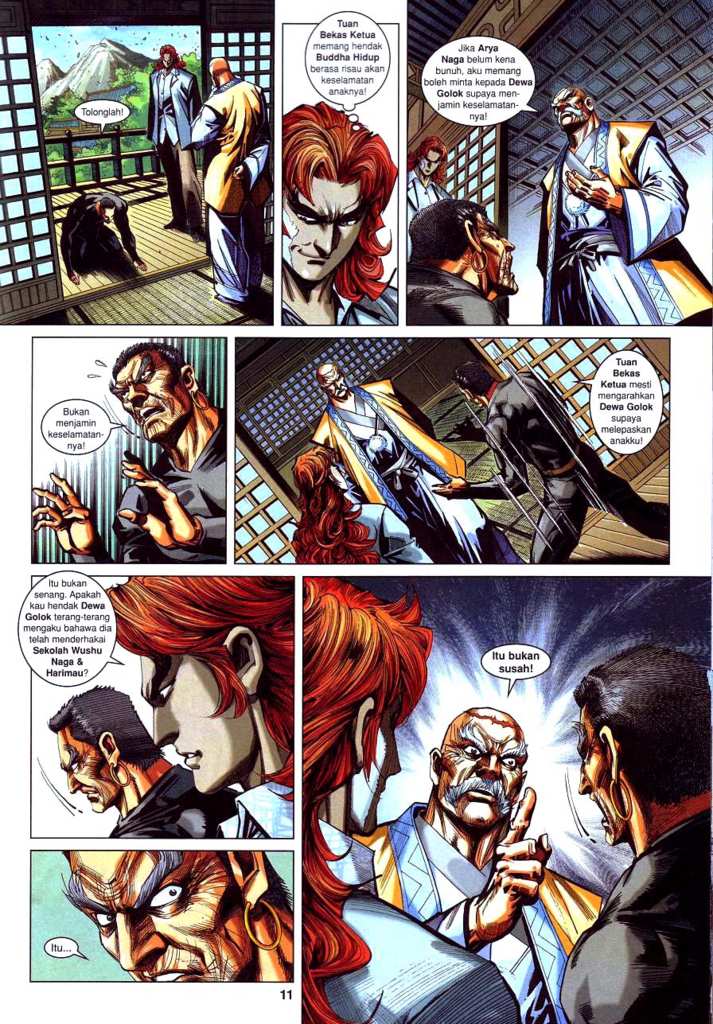 Tolonglah!
Tuan
Bekas Ketua
memang hendak
Buddha Hidup
berasa risau akan
keselamatan
anaknya!
Jika Arya
Naga belum kena
bunuh, aku memang
boleh minta kepada Dewa
Golok supaya men-
jamin keselamatan-
nya!
Bukan
menjamin
keselamatan-
nya!
Tuan
Bekas
Ketua mesti
mengarahkan
Dewa Golok
supaya
melepaskan
anakku!
Itu bukan
senang. Apakah
kau hendak Dewa
Golok terang-terang
mengaku bahawa dia
telah menderhakai
Sekolah Wushu
Naga &
Harimau?
Itu bukan
susah!
Itu...
11